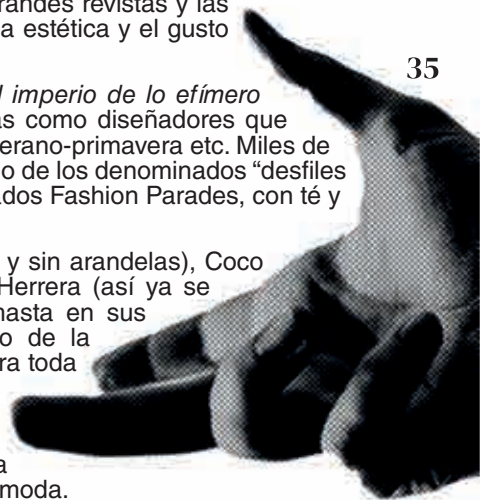 randes revistas y las
a estética y el gusto
35
imperio de lo efímero
as como diseñadores que
erano-primavera etc. Miles de
o de los denominados “desfiles
ados Fashion Parades, con té y
y sin arandelas), Coco
Herrera (así ya se
hasta en sus
o de la
ra toda
a
moda.